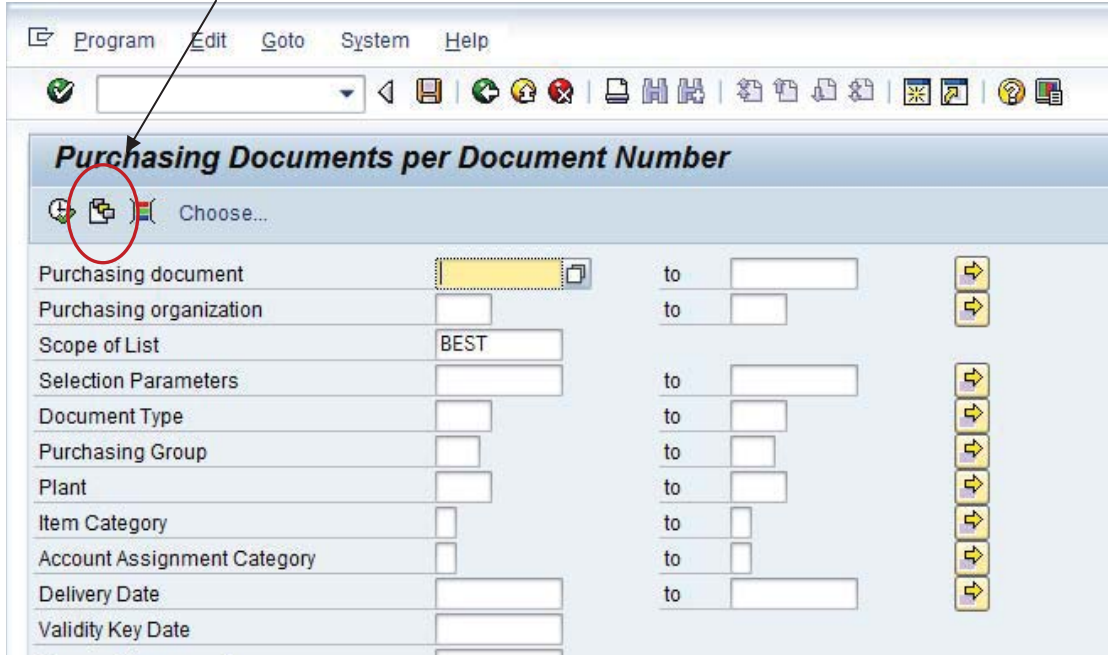 Program Edit Goto System Help
Purchasing Documents per Document Number
Choose...
Purchasing document to
Purchasing organization to
Scope of List BEST
Selection Parameters to
Document Type to
Purchasing Group to
Plant to
Item Category to
Account Assignment Category to
Delivery Date to
Validity Key Date